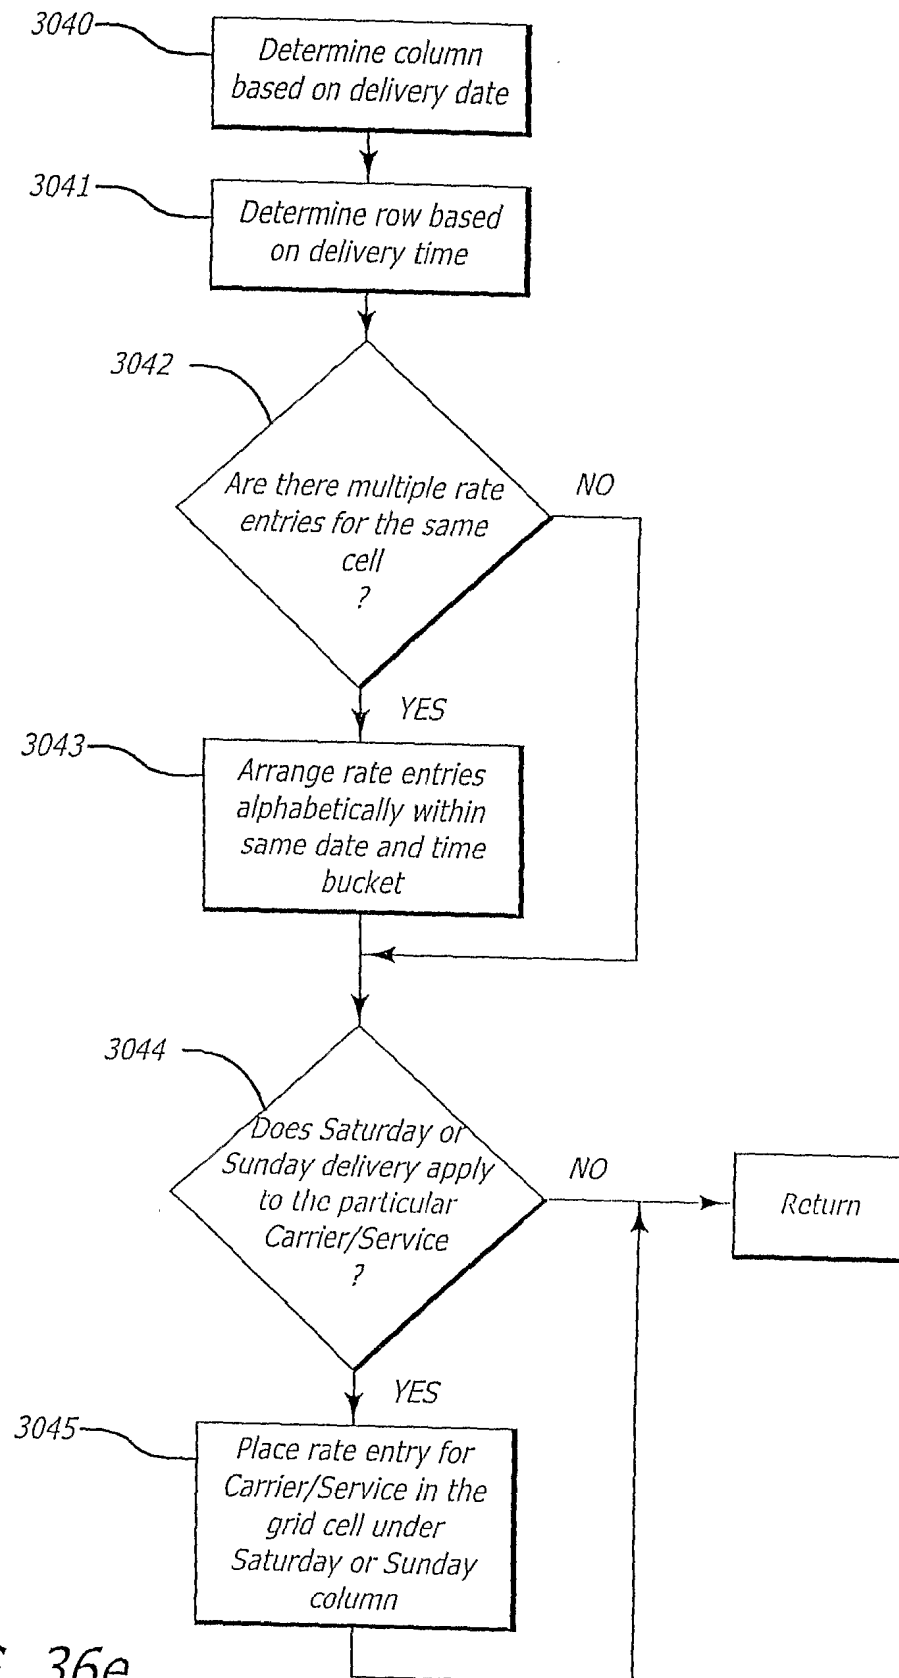 3040
Determine column
based on delivery date
3041
Determine row based
on delivery time
3042
Are there multiple rate
entries for the same
cell
?
NO
YES
3043
Arrange rate entries
alphabetically within
same date and time
bucket
3044
Does Saturday or
Sunday delivery apply
to the particular
Carrier/Service
?
NO
Return
YES
3045
Place rate entry for
Carrier/Service in the
grid cell under
Saturday or Sunday
column
36e